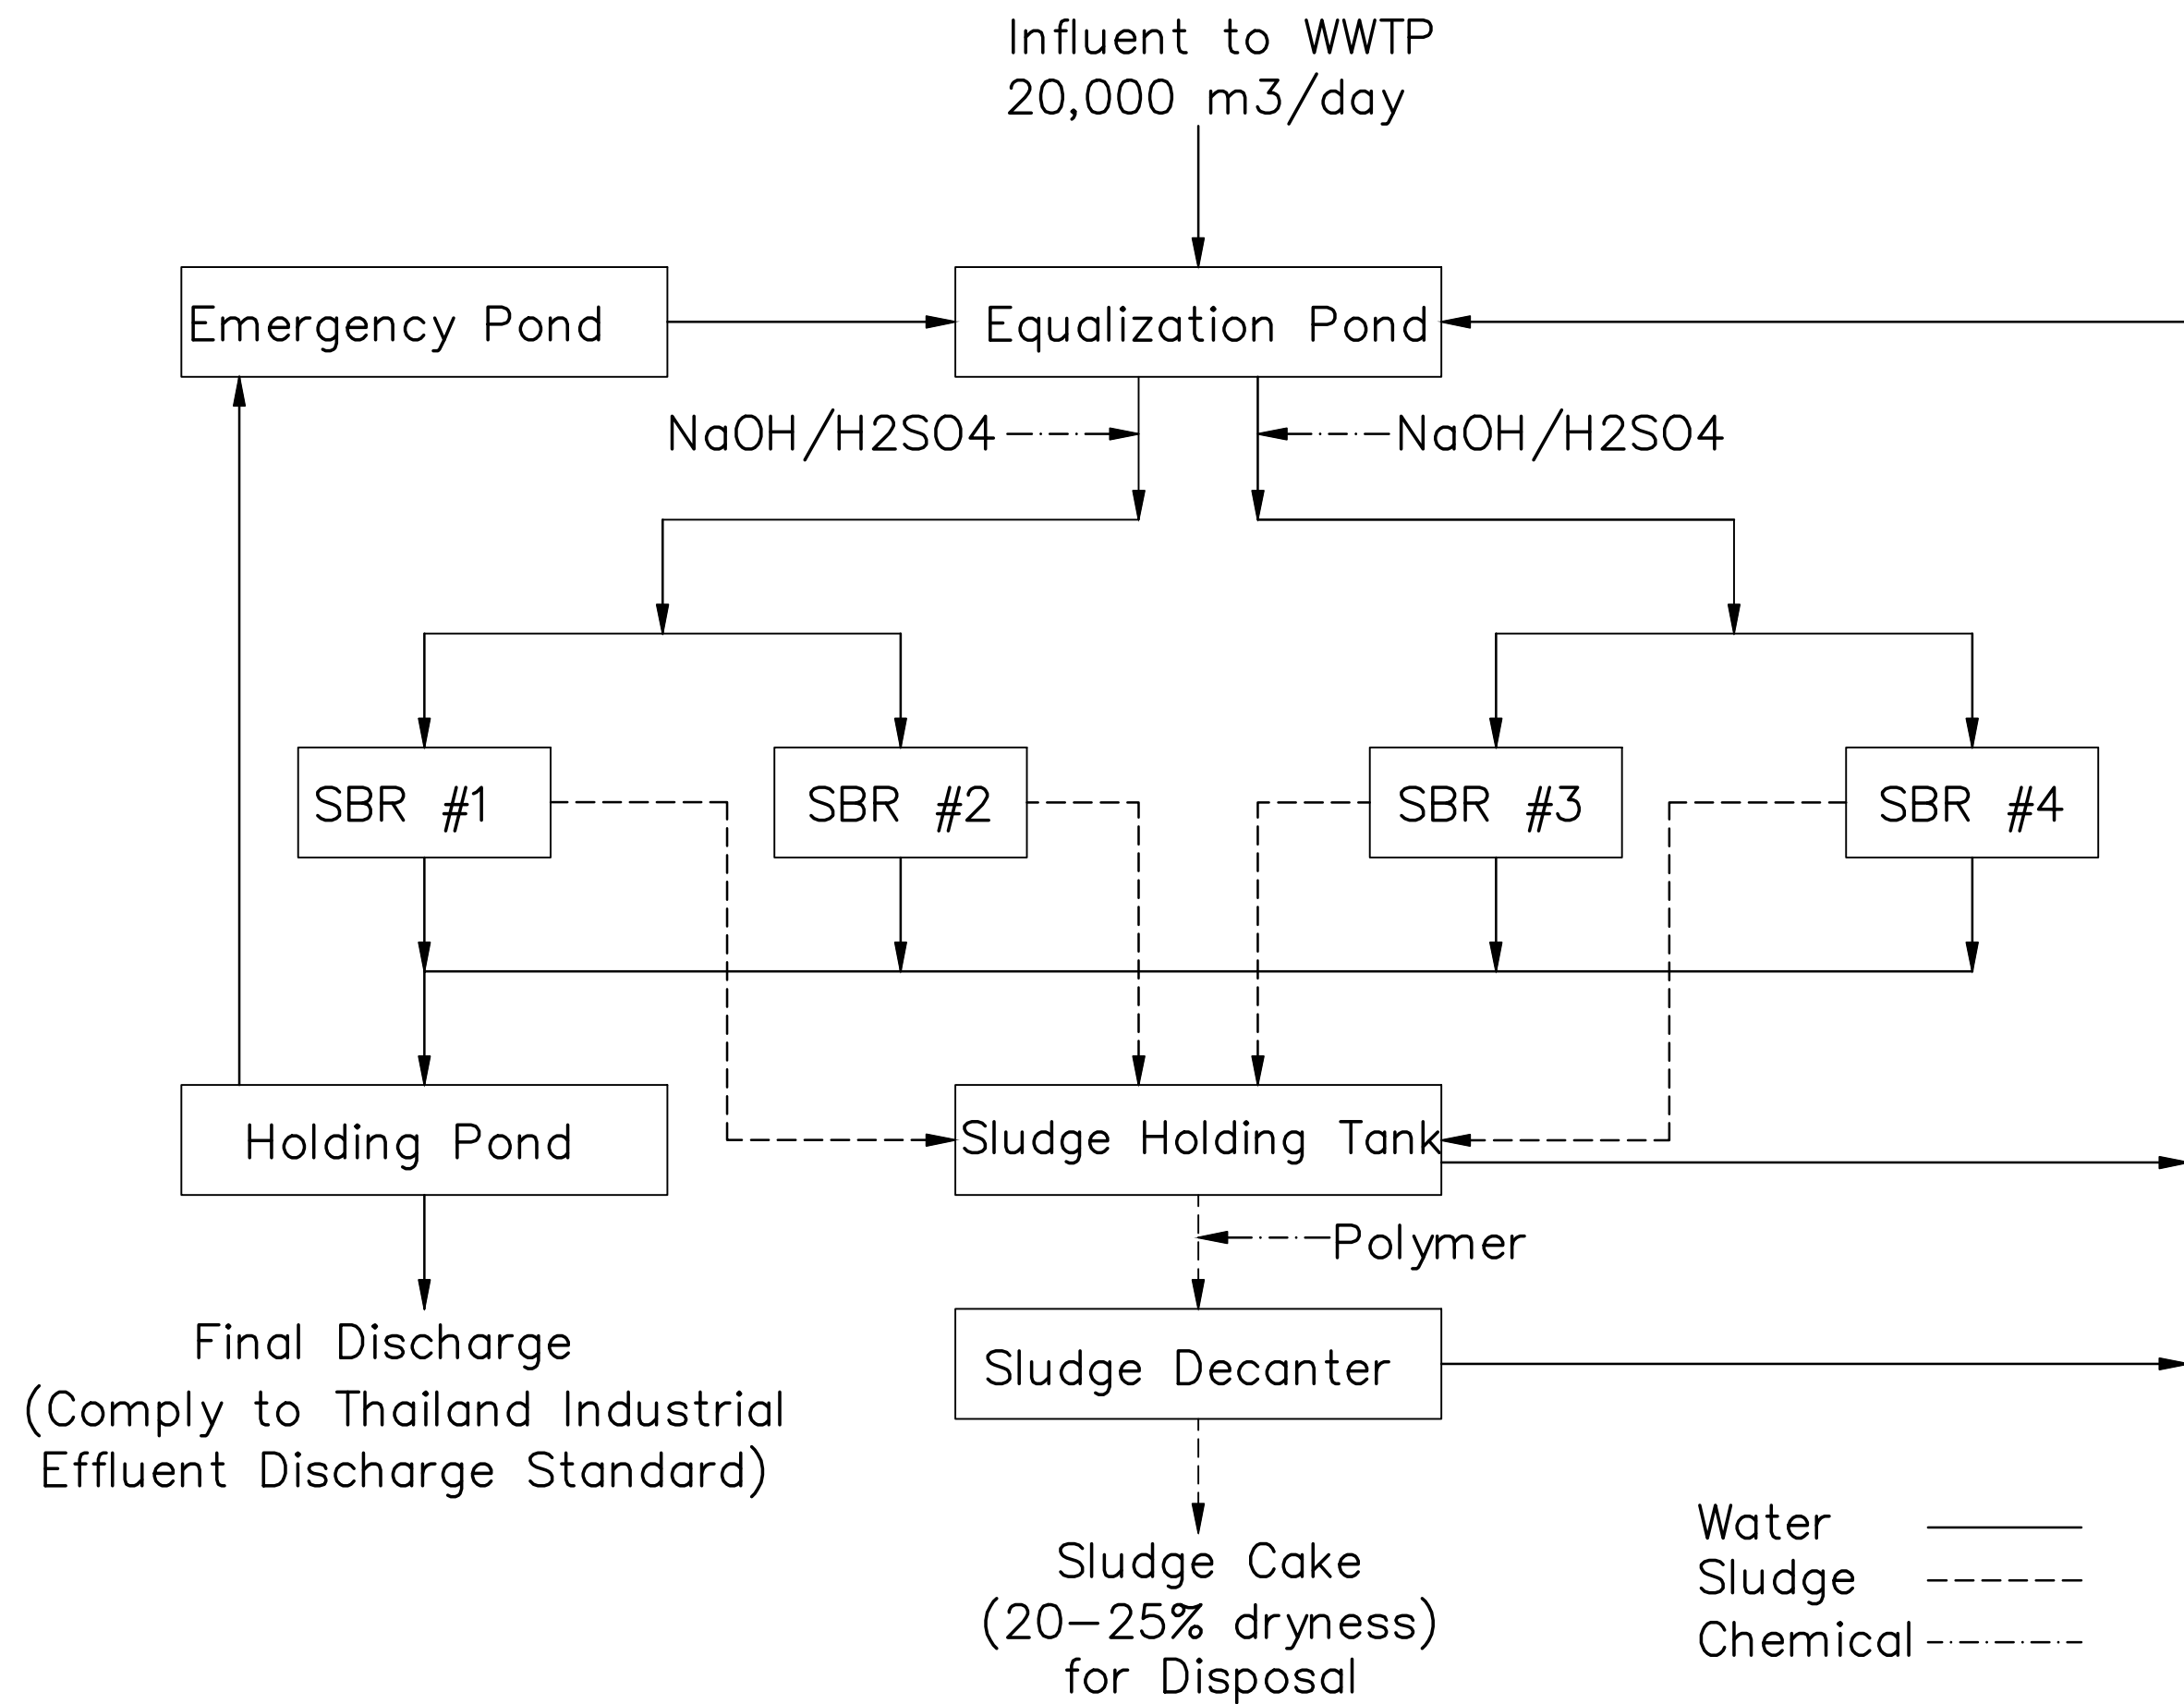 Influent to WWTP
20,000 m3/day
Emergency Pond
Equalization Pond
NaOH/H2SO4
NaOH/H2SO4
SBR #1
SBR #2
SBR #3
SBR #4
Holding Pond
Sludge Holding Tank
Polymer
Final Discharge
(Comply to Thailand Industrial
Effluent Discharge Standard)
Sludge Decanter
Sludge Cake
(20-25% dryness)
for Disposal
Water
Sludge
Chemical